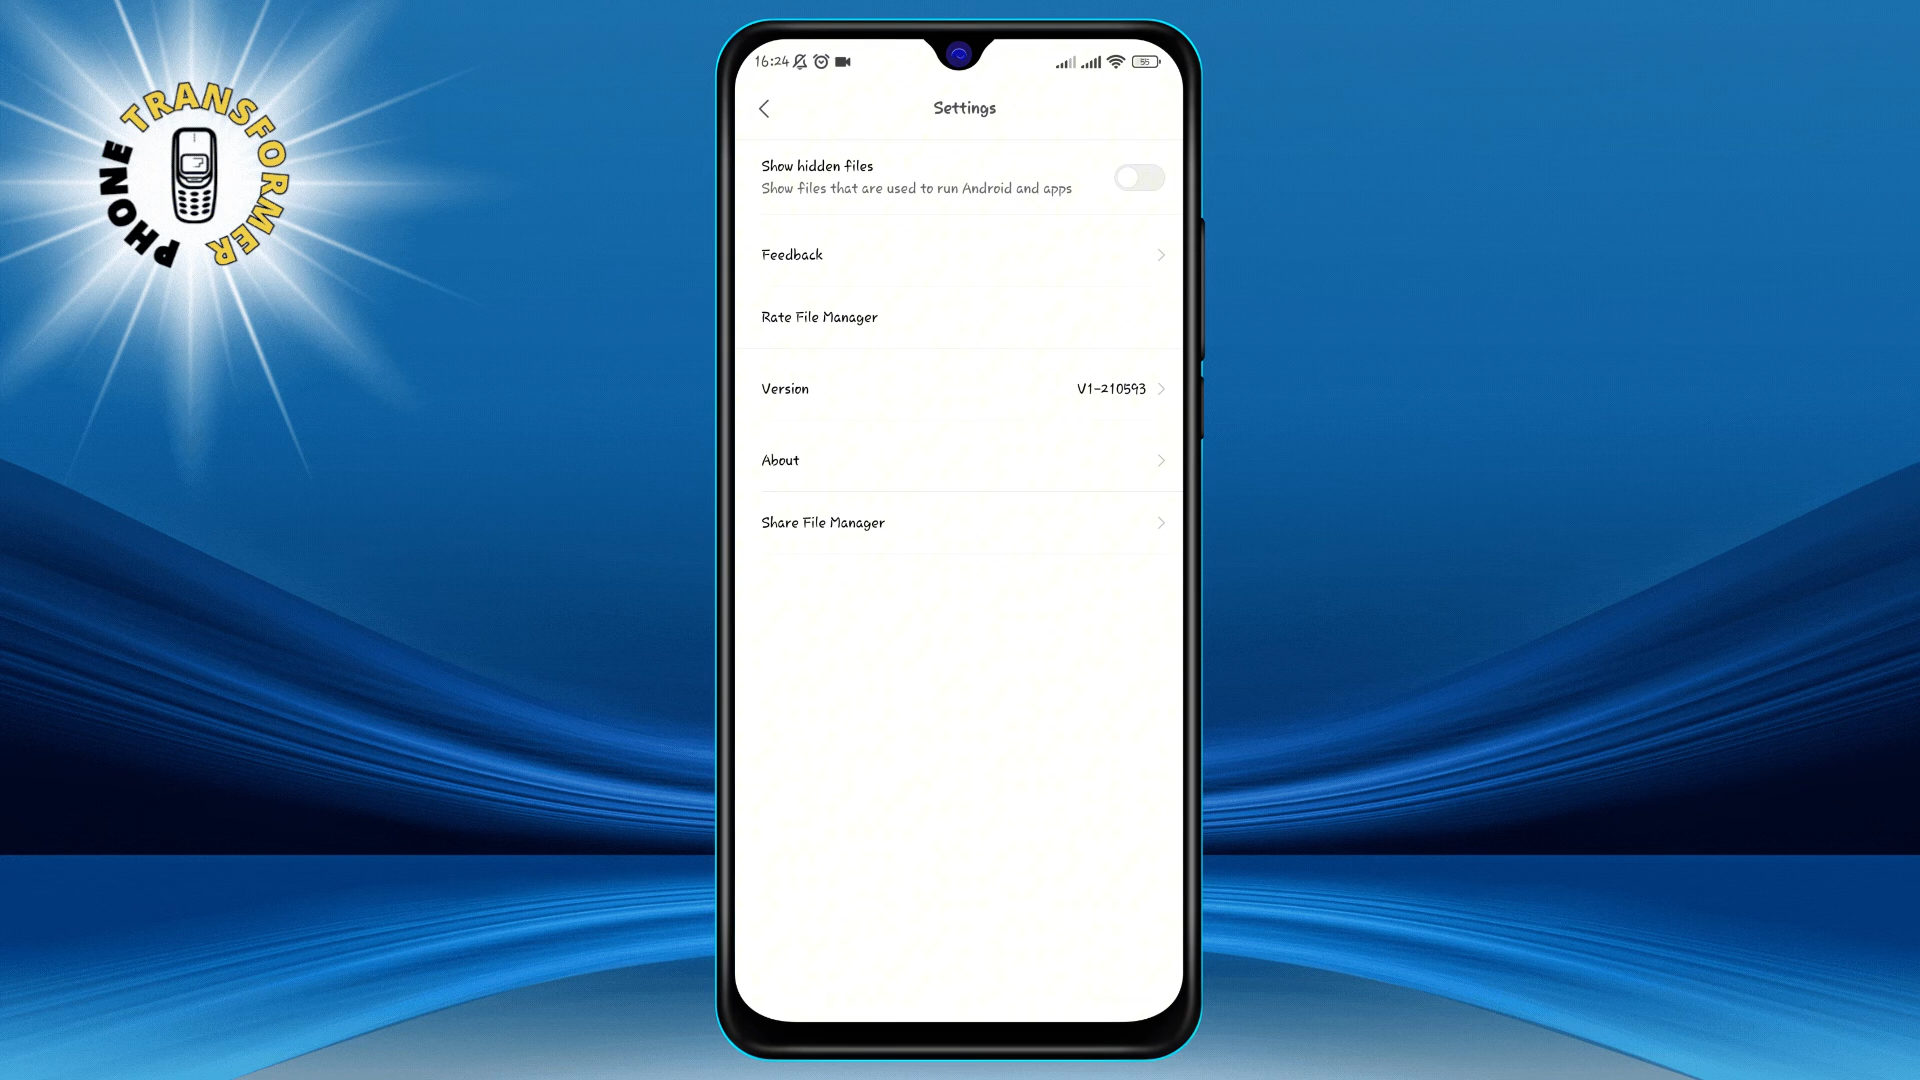 PHONE TRANSFORMER
16:24
55
Settings
Show hidden files
Show files that are used to run Android and apps
Feedback
Rate File Manager
Version V1-210593
About
Share File Manager